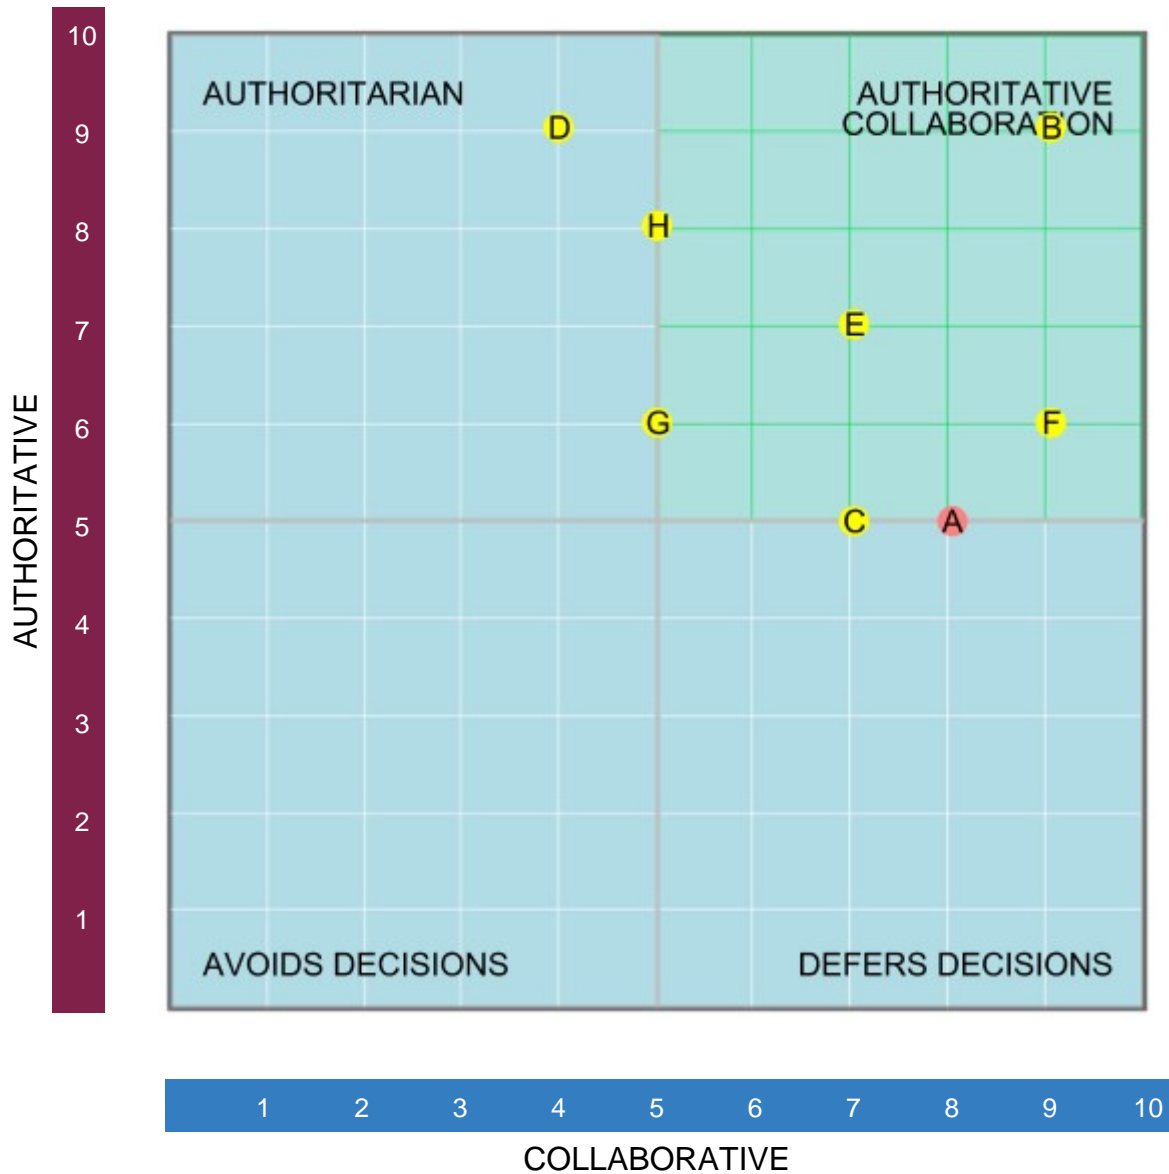 10
9
8
7
6
5
4
3
2
1
AUTHORITATIVE
AUTHORITARIAN
AUTHORITATIVE
COLLABORATION
D
B
H
E
G
F
C
A
AVOIDS DECISIONS
DEFERS DECISIONS
1 2 3 4 5 6 7 8 9 10
COLLABORATIVE